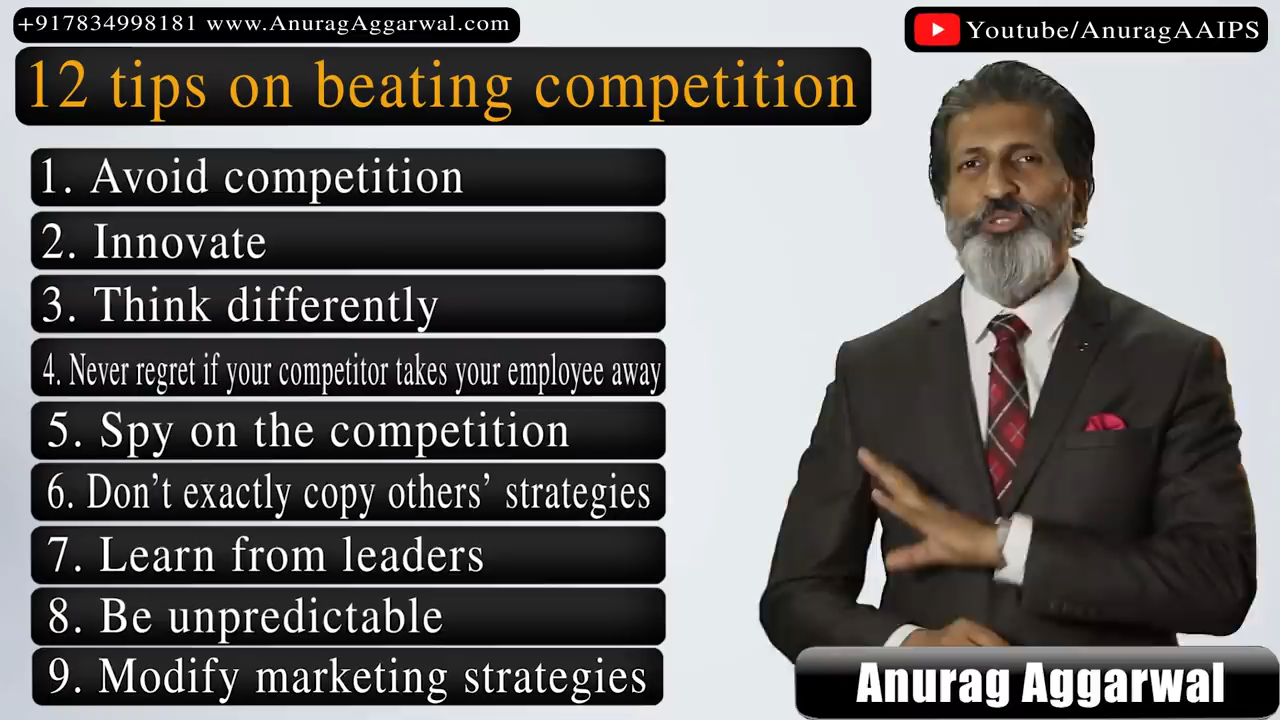 +917834998181 www.AnuragAggarwal.com
Youtube/AnuragAAIPS
12 tips on beating competition
1. Avoid competition
2. Innovate
3. Think differently
4. Never regret if your competitor takes your employee away
5. Spy on the competition
6. Don’t exactly copy others’ strategies
7. Learn from leaders
8. Be unpredictable
9. Modify marketing strategies
Anurag Aggarwal